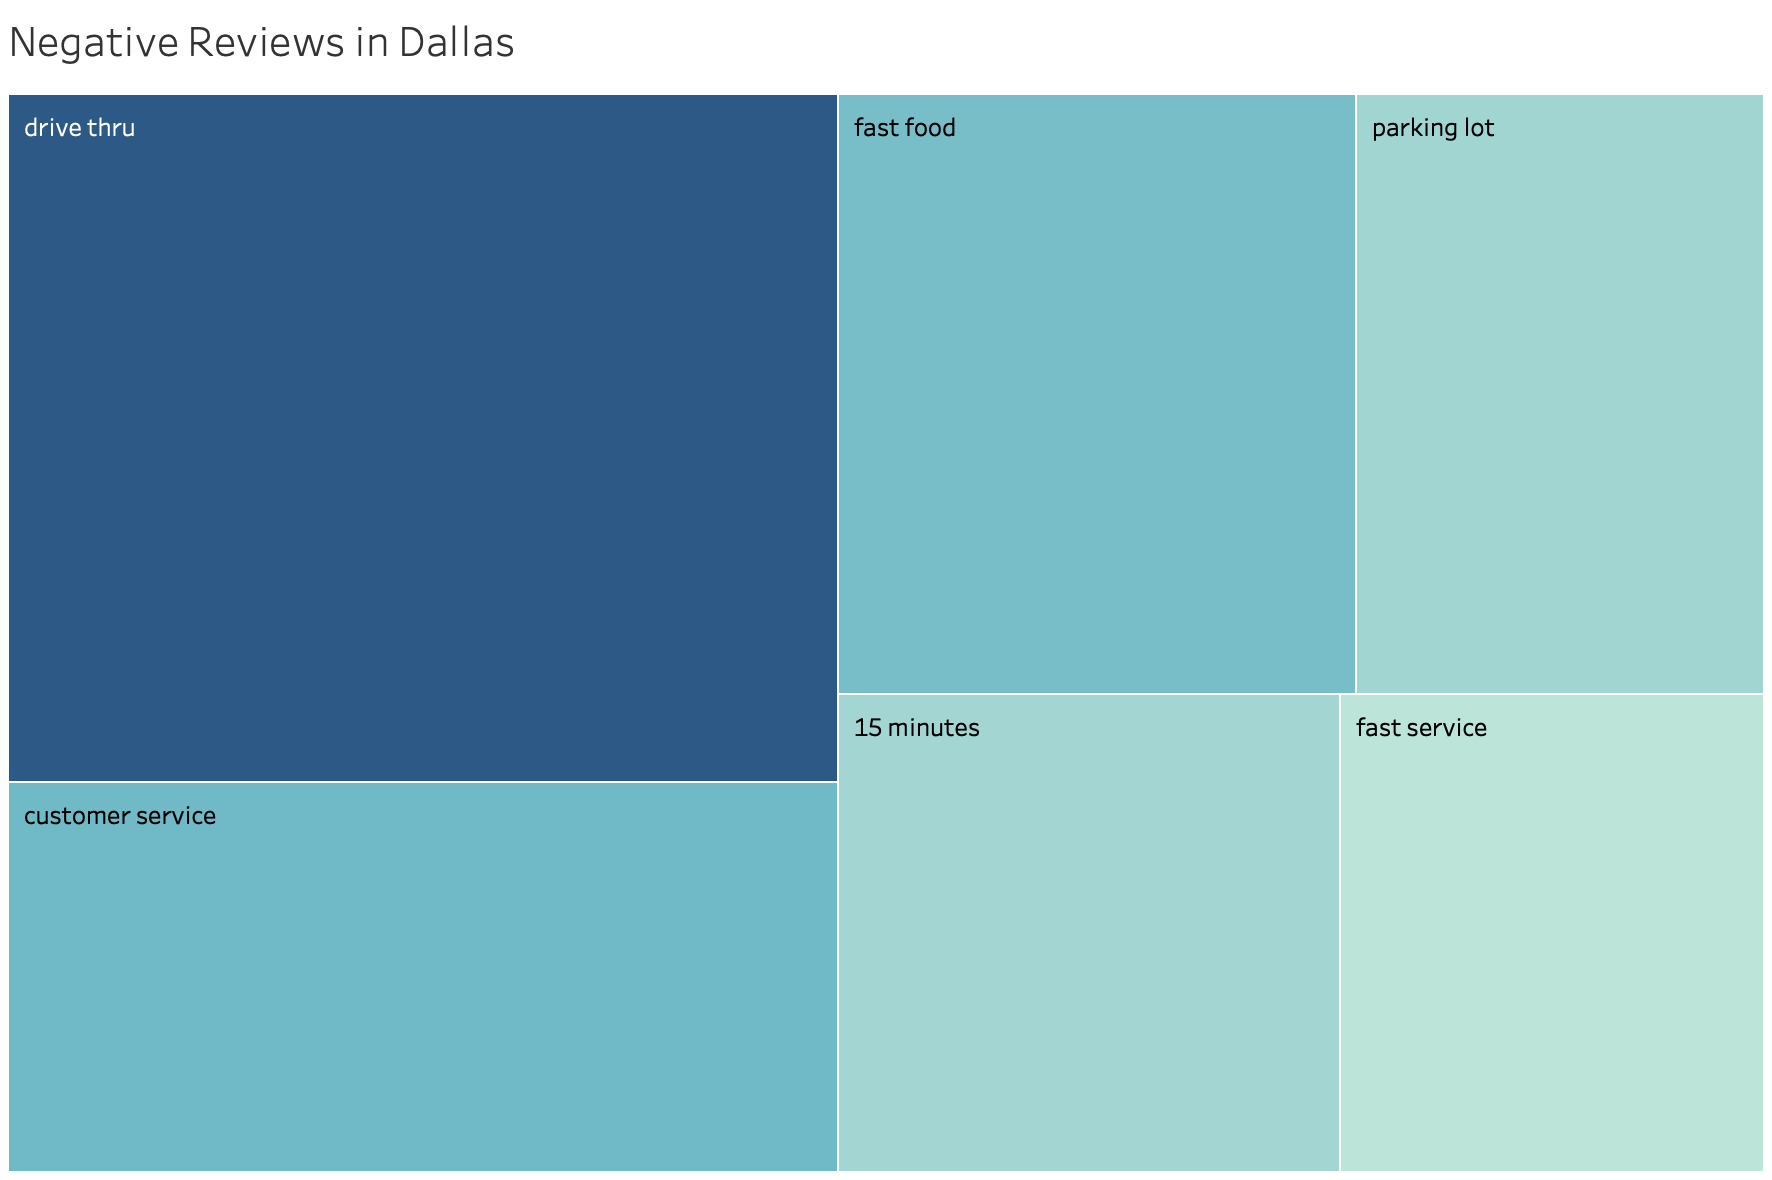 Negative Reviews in Dallas
drive thru
fast food
parking lot
15 minutes
fast service
customer service